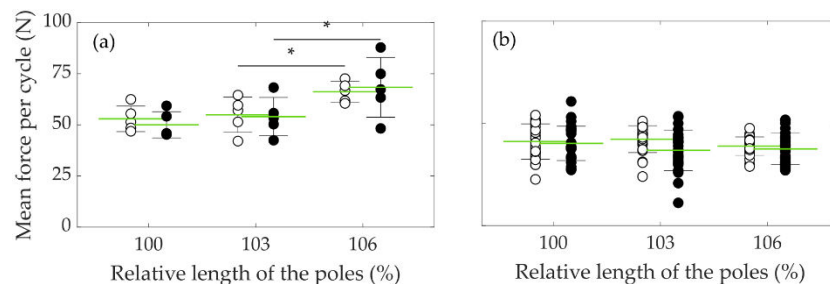 Mean force per cycle (N)
100
75
50
25
0
(a)
*
*
100 103 106
Relative length of the poles (%)
(b)
100 103 106
Relative length of the poles (%)